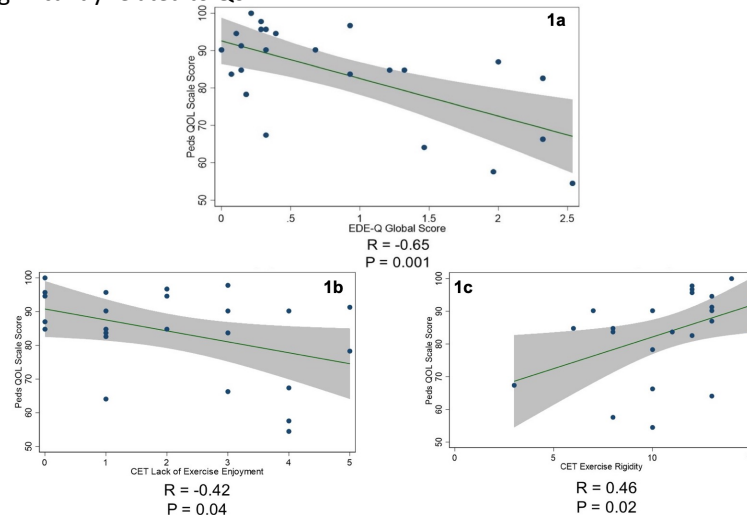 related to
1a
Peds QOL Scale Score
100
90
80
70
60
50
0 .5 1 1.5 2 2.5
EDE-Q Global Score
R = -0.65
P = 0.001
1b
Peds QOL Scale Score
100
90
80
70
60
50
0 1 2 3 4 5
CET Lack of Exercise Enjoyment
R = -0.42
P = 0.04
1c
Peds QOL Scale Score
100
90
80
70
60
50
0 5 10
CET Exercise Rigidity
R = 0.46
P = 0.02